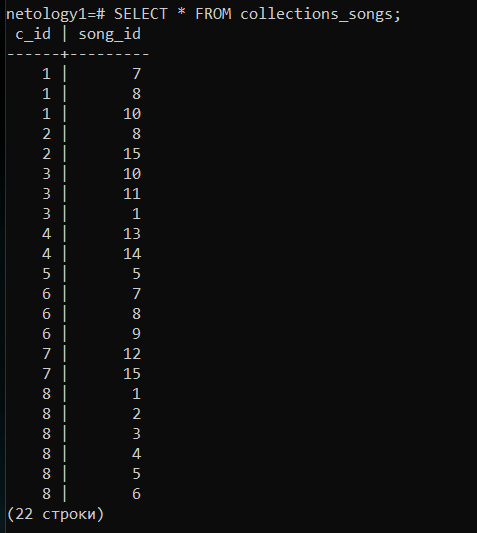 netology1=# SELECT * FROM collections_songs;
 c_id | song_id
------+---------
    1 |       7
    1 |       8
    1 |      10
    2 |       8
    2 |      15
    3 |      10
    3 |      11
    3 |       1
    4 |      13
    4 |      14
    5 |       5
    6 |       7
    6 |       8
    6 |       9
    7 |      12
    7 |      15
    8 |       1
    8 |       2
    8 |       3
    8 |       4
    8 |       5
    8 |       6
(22 строки)